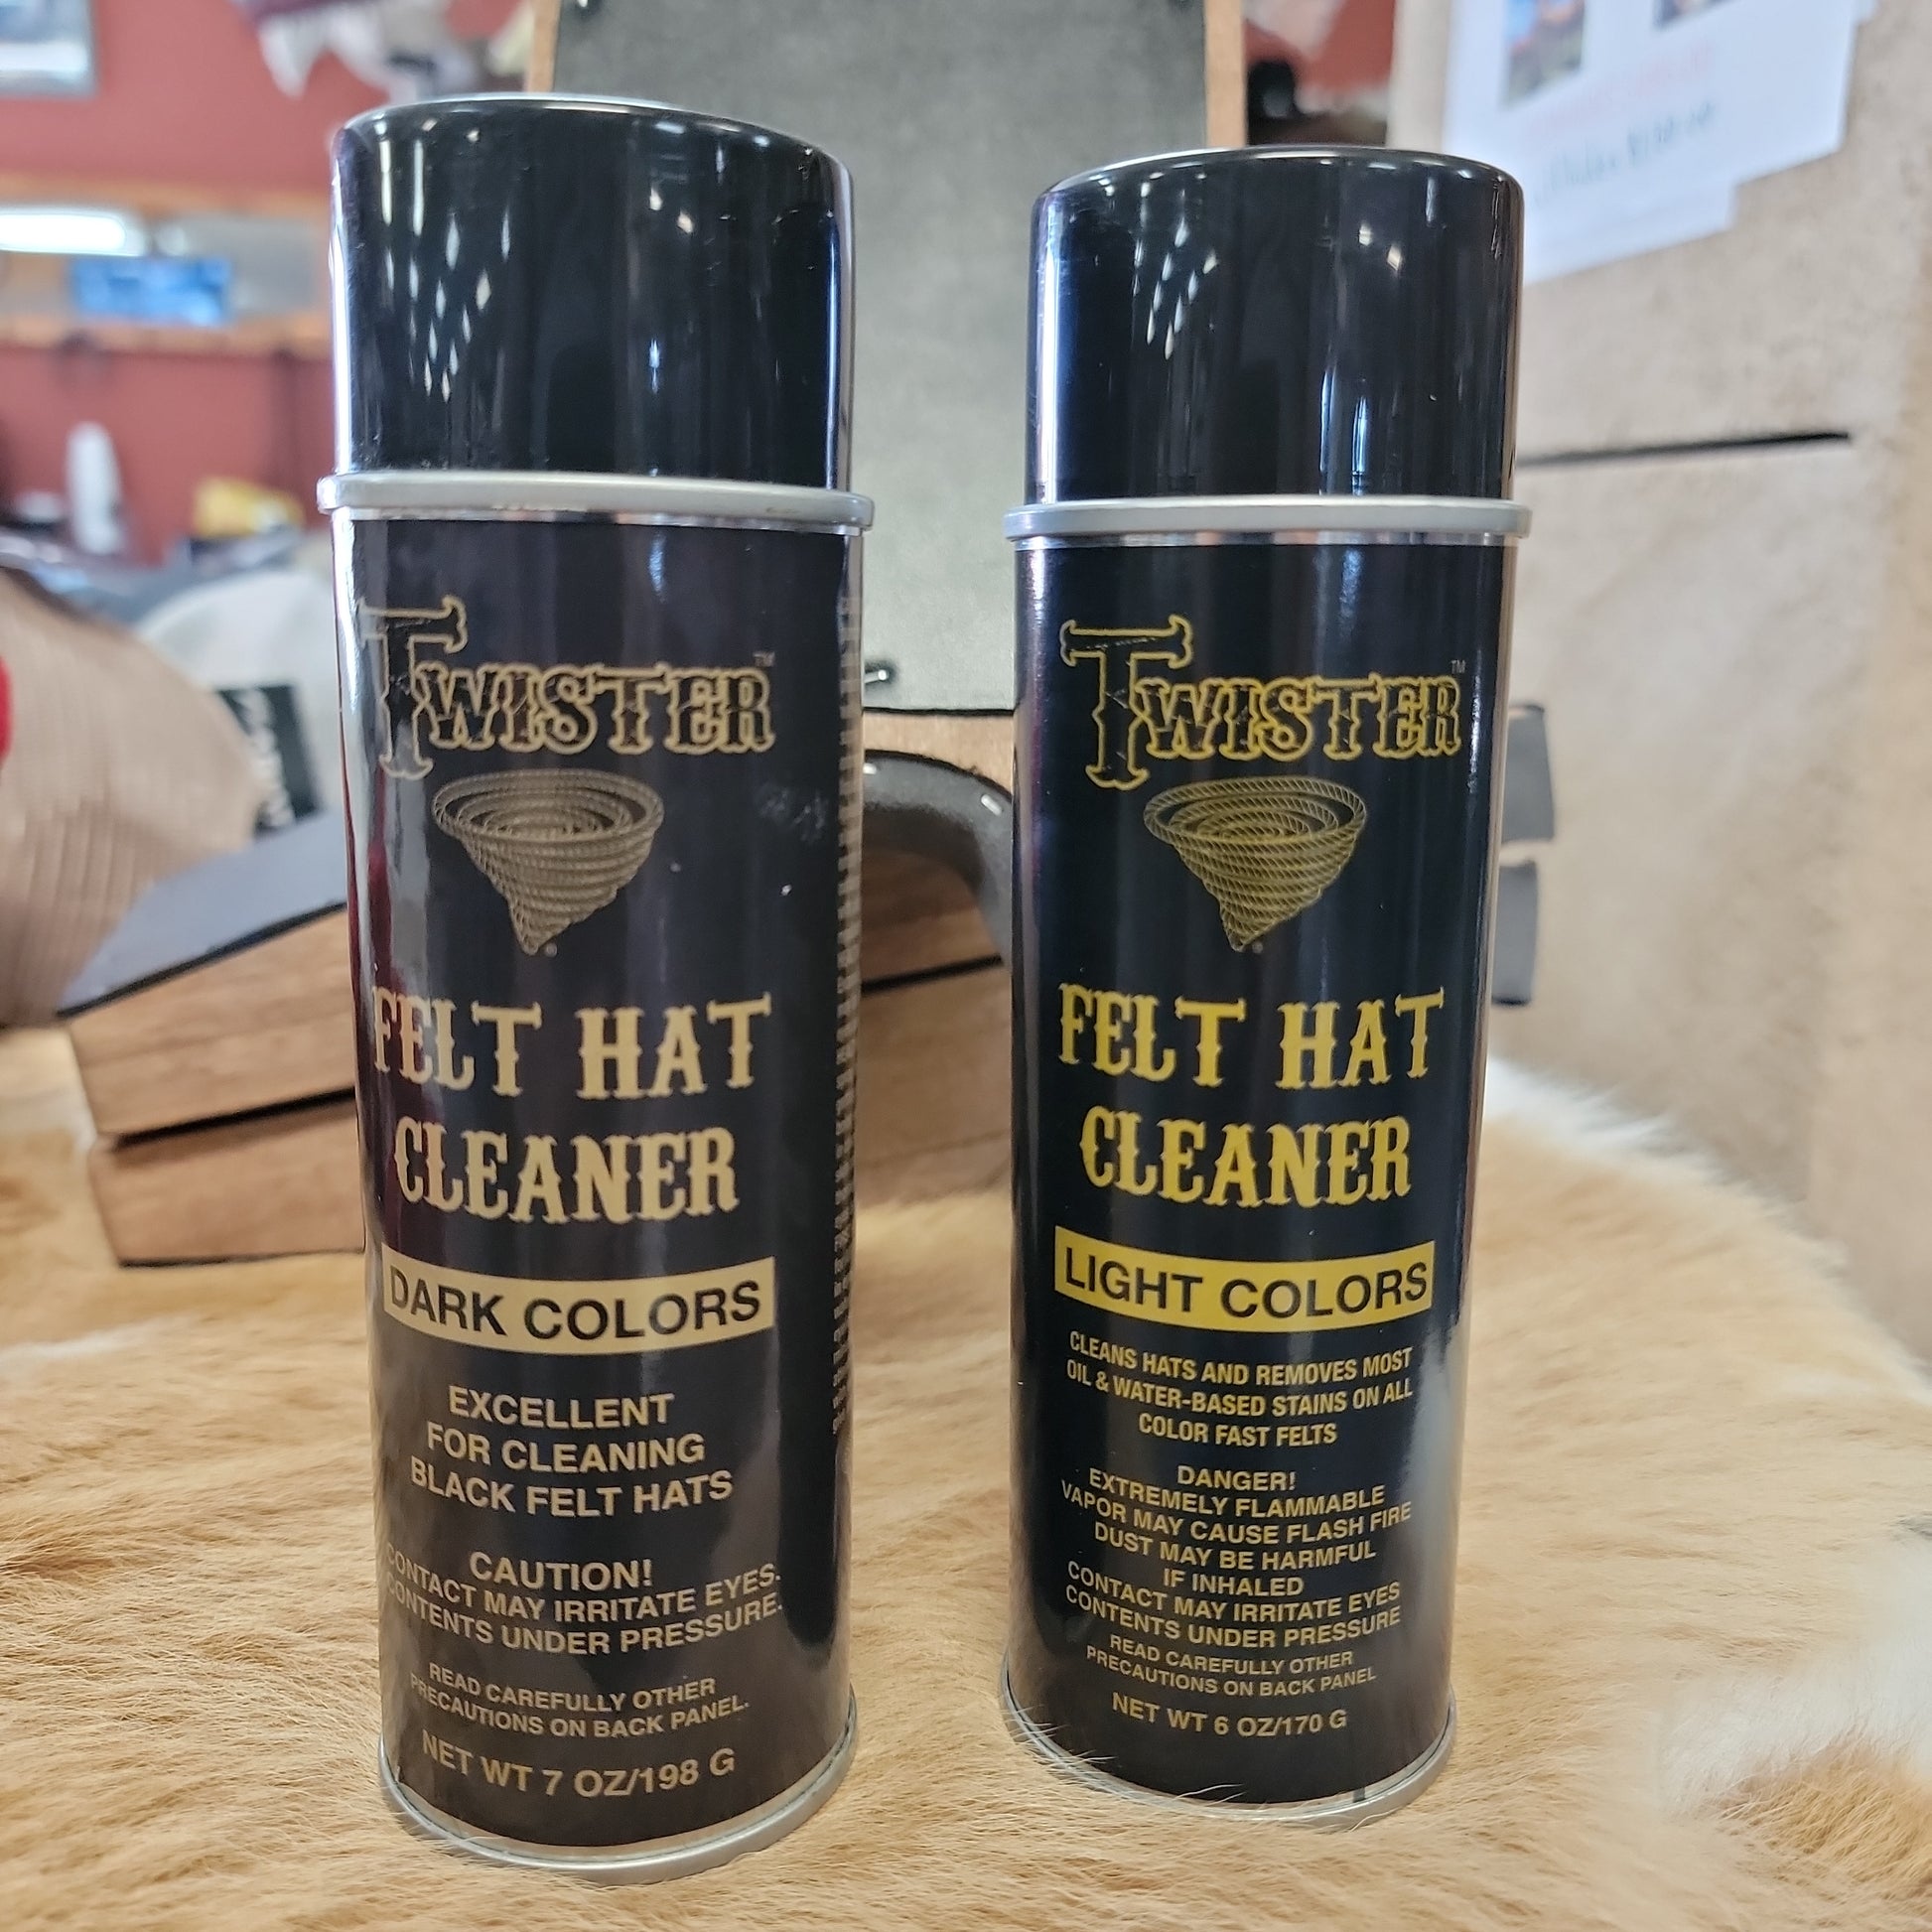 TWISTER™
FELT HAT
CLEANER
DARK COLORS
EXCELLENT
FOR CLEANING
BLACK FELT HATS
CAUTION!
CONTACT MAY IRRITATE EYES.
CONTENTS UNDER PRESSURE.
READ CAREFULLY OTHER
PRECAUTIONS ON BACK PANEL.
NET WT 7 OZ/198 G
TWISTER™
FELT HAT
CLEANER
LIGHT COLORS
CLEANS HATS AND REMOVES MOST
OIL & WATER-BASED STAINS ON ALL
COLOR FAST FELTS
DANGER!
EXTREMELY FLAMMABLE
VAPOR MAY CAUSE FLASH FIRE
DUST MAY BE HARMFUL
IF INHALED
CONTACT MAY IRRITATE EYES
CONTENTS UNDER PRESSURE
READ CAREFULLY OTHER
PRECAUTIONS ON BACK PANEL
NET WT 6 OZ/170 G